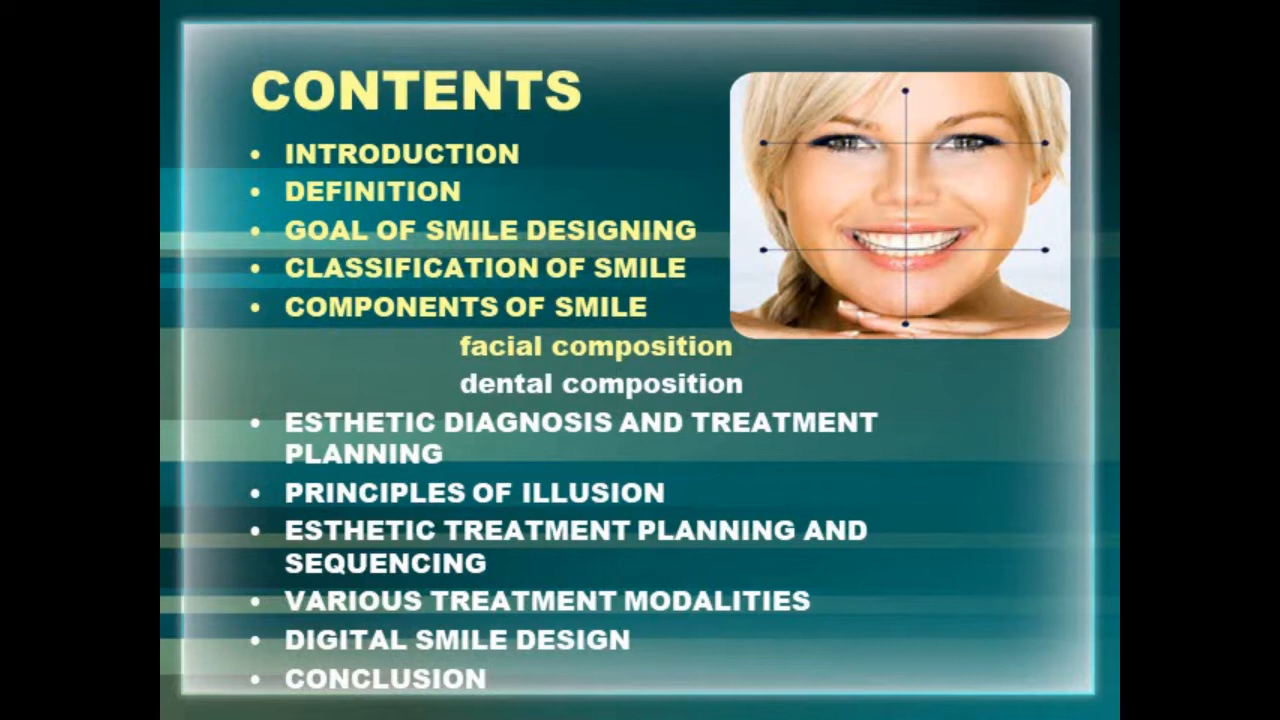 CONTENTS
• INTRODUCTION
• DEFINITION
• GOAL OF SMILE DESIGNING
• CLASSIFICATION OF SMILE
• COMPONENTS OF SMILE
facial composition
dental composition
• ESTHETIC DIAGNOSIS AND TREATMENT
PLANNING
• PRINCIPLES OF ILLUSION
• ESTHETIC TREATMENT PLANNING AND
SEQUENCING
• VARIOUS TREATMENT MODALITIES
• DIGITAL SMILE DESIGN
• CONCLUSION